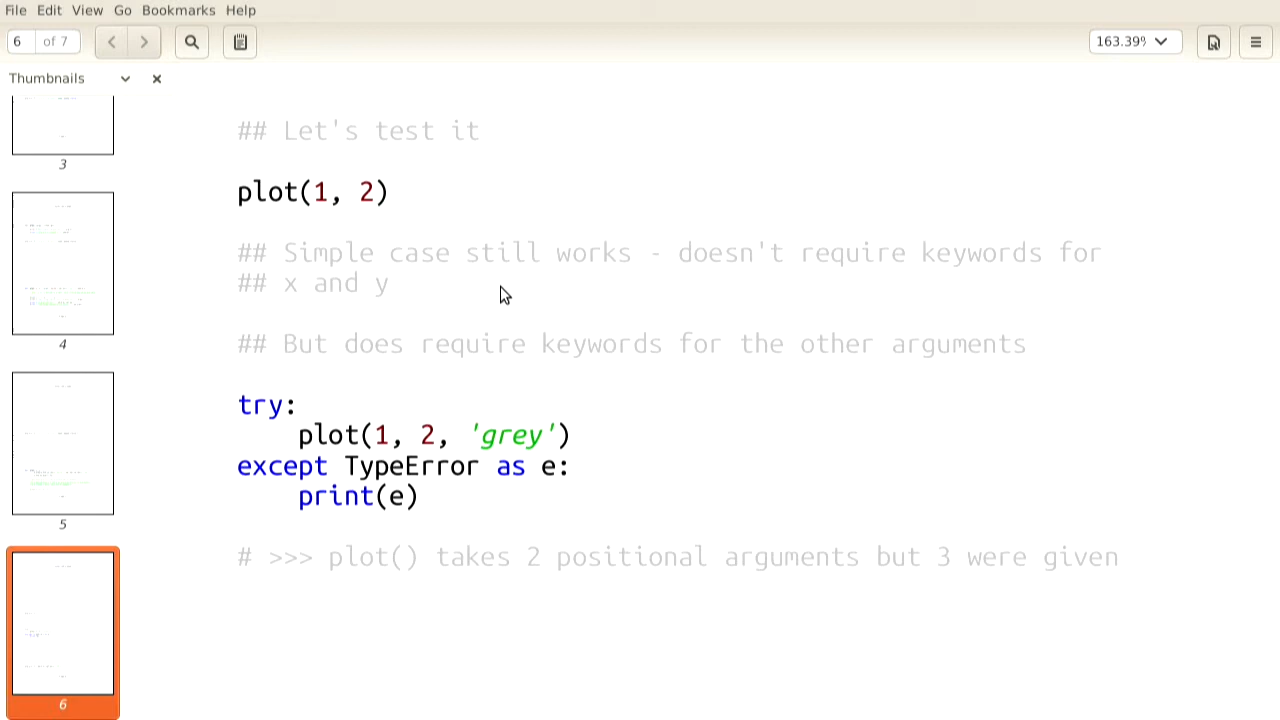 File Edit View Go Bookmarks Help
6 of 7
163.39%
Thumbnails
3
4
5
6
## Let's test it
plot(1, 2)
## Simple case still works - doesn't require keywords for
## x and y
## But does require keywords for the other arguments
try:
    plot(1, 2, 'grey')
except TypeError as e:
    print(e)
# >>> plot() takes 2 positional arguments but 3 were given